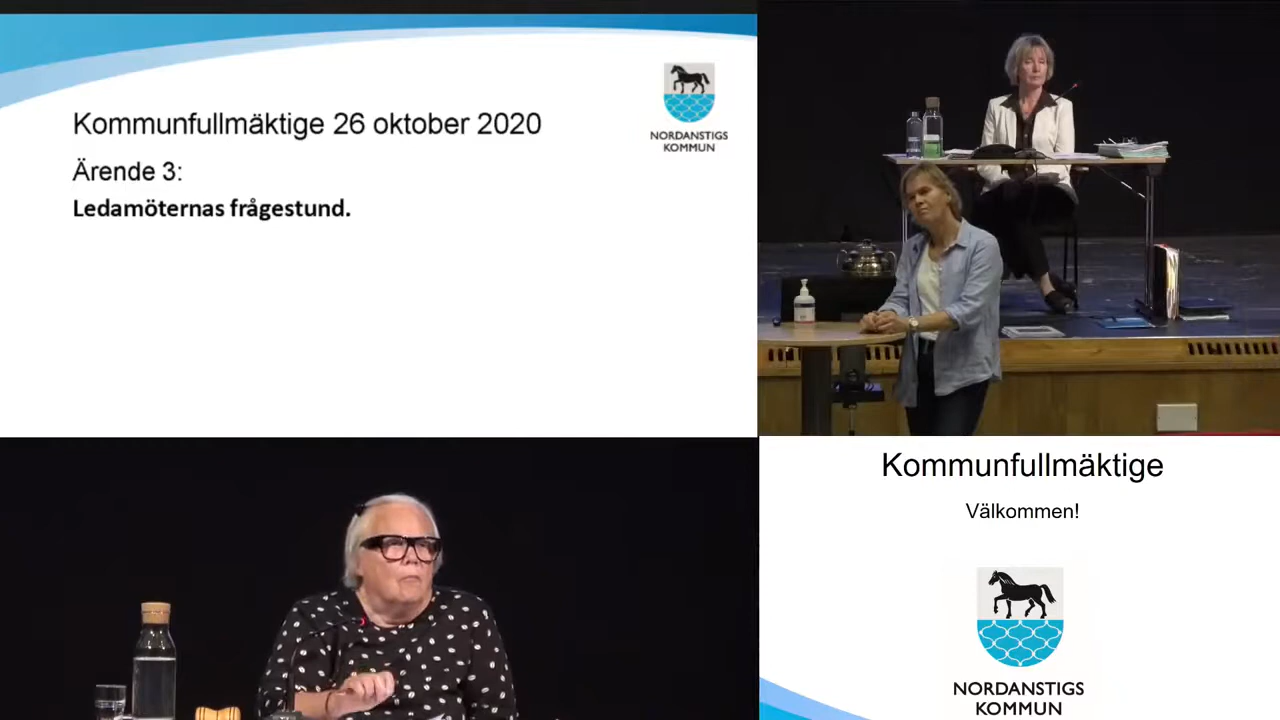 Kommunfullmäktige 26 oktober 2020
Ärende 3:
Ledamöternas frågestund.
NORDANSTIGS
KOMMUN
Kommunfullmäktige
Välkommen!
NORDANSTIGS
KOMMUN